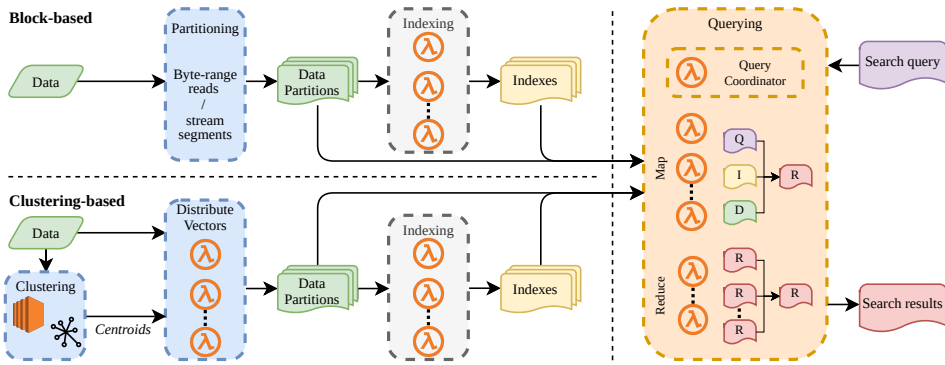 Block-based
Data
Partitioning
Byte-range
reads
/
stream
segments
Data
Partitions
Indexing
λ
λ
λ
Indexes
Clustering-based
Data
Clustering
Centroids
Distribute
Vectors
λ
λ
λ
Data
Partitions
Indexing
λ
λ
λ
Indexes
Querying
λ
Query
Coordinator
Search query
Map
λ
λ
λ
Q
I
D
R
Reduce
λ
λ
R
R
R
R
Search results